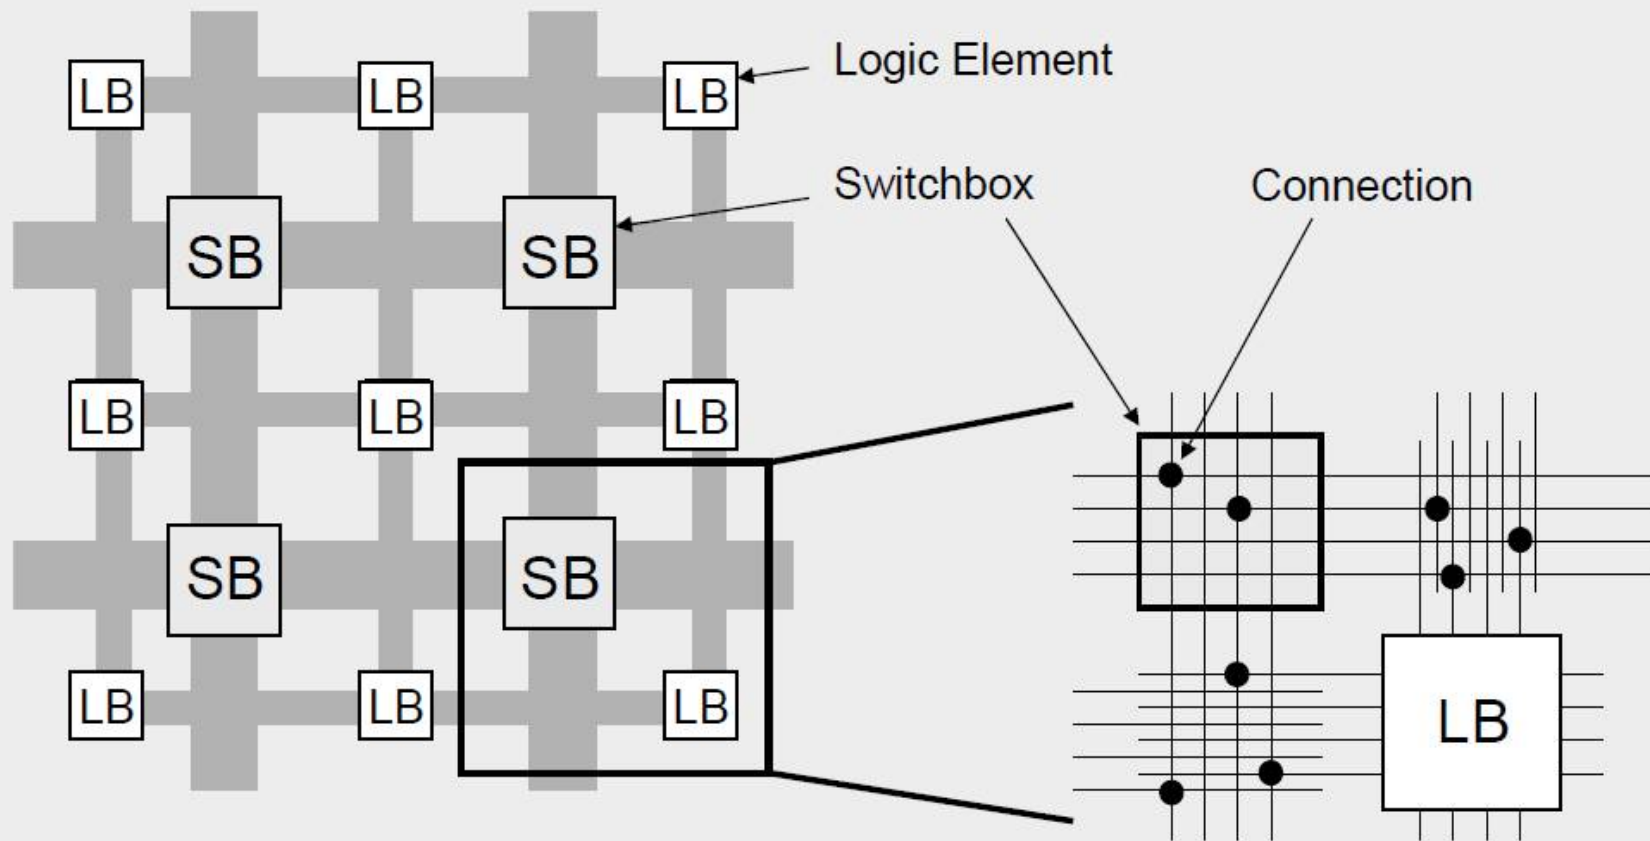 LB LB LB Logic Element
Switchbox Connection
SB SB
LB LB LB
SB SB
LB LB LB LB